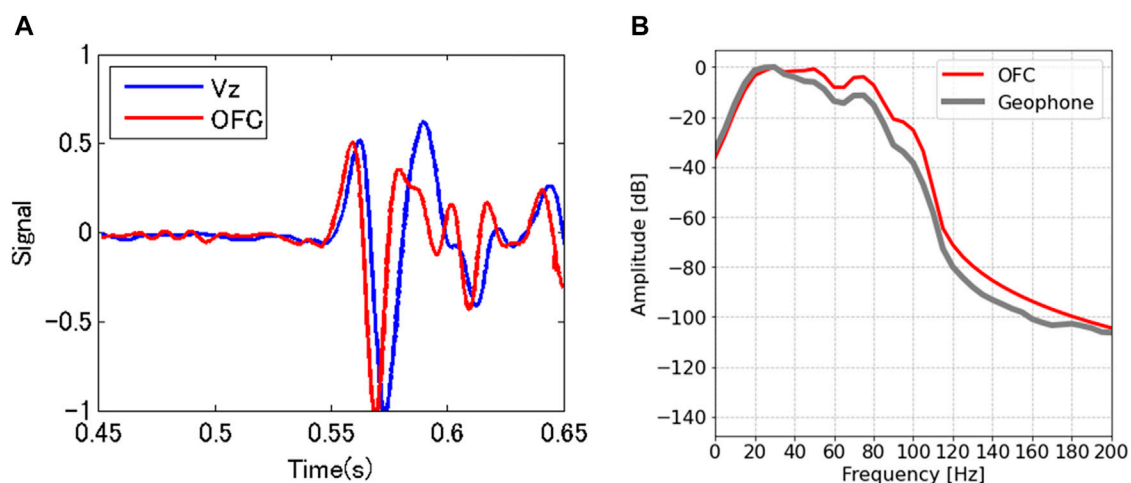 A
1
Vz
OFC
0.5
Signal
0
-0.5
-1
0.45
0.5
0.55
0.6
0.65
Time(s)
B
0
OFC
Geophone
−20
−40
−60
−80
−100
−120
−140
Amplitude [dB]
0 20 40 60 80 100 120 140 160 180 200
Frequency [Hz]